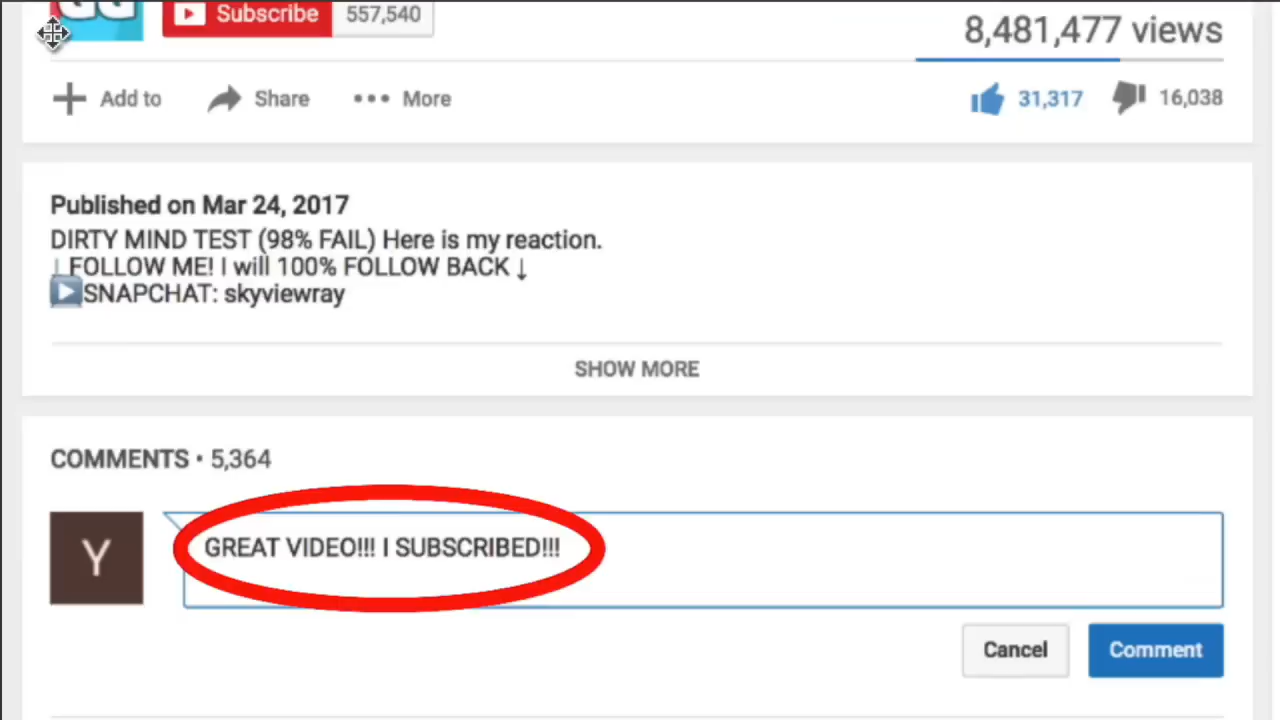 Subscribe 557,540
8,481,477 views
Add to Share More 31,317 16,038
Published on Mar 24, 2017
DIRTY MIND TEST (98% FAIL) Here is my reaction.
↓FOLLOW ME! I will 100% FOLLOW BACK↓
▶SNAPCHAT: skyviewray
SHOW MORE
COMMENTS • 5,364
Y
GREAT VIDEO!!! I SUBSCRIBED!!!
Cancel Comment